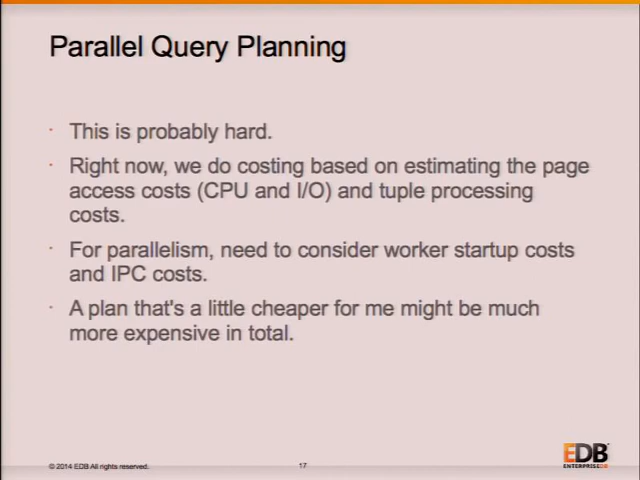 Parallel Query Planning
This is probably hard.
Right now, we do costing based on estimating the page
access costs (CPU and I/O) and tuple processing
costs.
For parallelism, need to consider worker startup costs
and IPC costs.
A plan that's a little cheaper for me might be much
more expensive in total.
© 2014 EDB All rights reserved.
17
EDB
ENTERPRISEDB